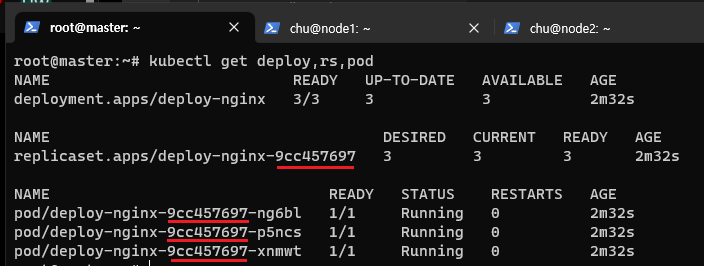 root@master: ~
chu@node1: ~
chu@node2: ~
root@master:~# kubectl get deploy,rs,pod
NAME READY UP-TO-DATE AVAILABLE AGE
deployment.apps/deploy-nginx 3/3 3 3 2m32s
NAME DESIRED CURRENT READY AGE
replicaset.apps/deploy-nginx-9cc457697 3 3 3 2m32s
NAME READY STATUS RESTARTS AGE
pod/deploy-nginx-9cc457697-ng6bl 1/1 Running 0 2m32s
pod/deploy-nginx-9cc457697-p5ncs 1/1 Running 0 2m32s
pod/deploy-nginx-9cc457697-xnmwt 1/1 Running 0 2m32s